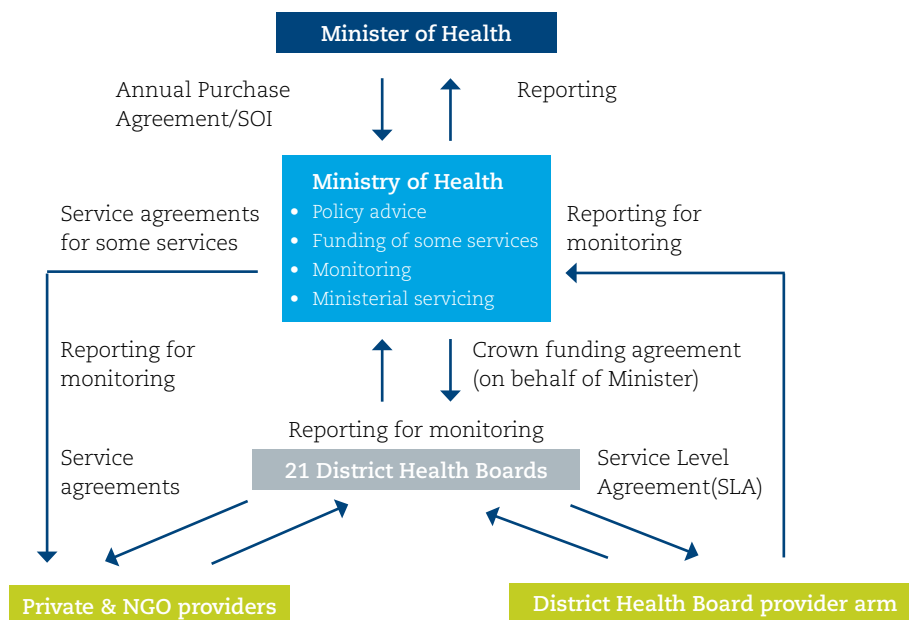 Minister of Health
Annual Purchase
Agreement/SOI
Reporting
Ministry of Health
• Policy advice
• Funding of some services
• Monitoring
• Ministerial servicing
Service agreements
for some services
Reporting for
monitoring
Reporting for
monitoring
Crown funding agreement
(on behalf of Minister)
Reporting for monitoring
21 District Health Boards
Service
agreements
Service Level
Agreement(SLA)
Private & NGO providers
District Health Board provider arm